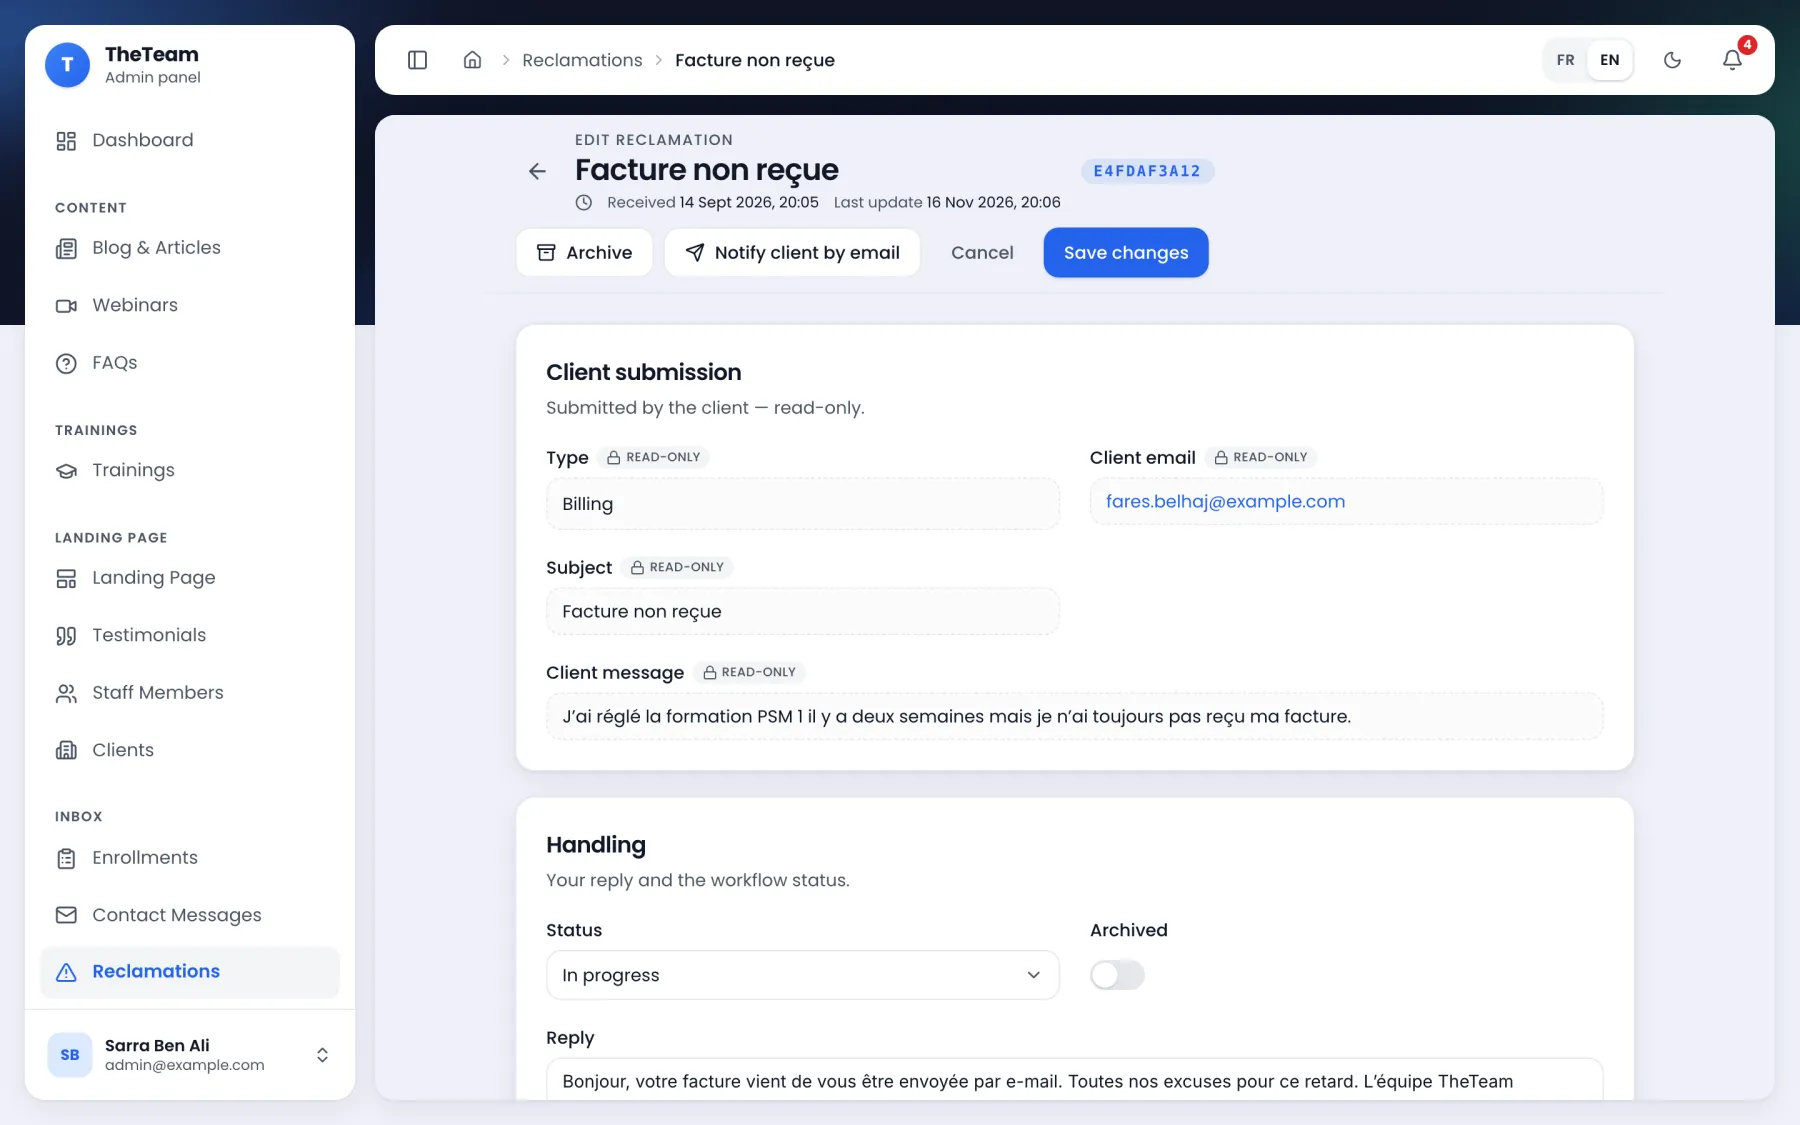 T
TheTeam
Admin panel
Dashboard
CONTENT
Blog & Articles
Webinars
FAQs
TRAININGS
Trainings
LANDING PAGE
Landing Page
Testimonials
Staff Members
Clients
INBOX
Enrollments
Contact Messages
Reclamations
SB
Sarra Ben Ali
admin@example.com
Reclamations
Facture non reçue
FR
EN
4
EDIT RECLAMATION
Facture non reçue
E4FDAF3A12
Received 14 Sept 2026, 20:05 Last update 16 Nov 2026, 20:06
Archive
Notify client by email
Cancel
Save changes
Client submission
Submitted by the client — read-only.
Type READ-ONLY
Billing
Client email READ-ONLY
fares.belhaj@example.com
Subject READ-ONLY
Facture non reçue
Client message READ-ONLY
J’ai réglé la formation PSM 1 il y a deux semaines mais je n’ai toujours pas reçu ma facture.
Handling
Your reply and the workflow status.
Status
In progress
Archived
Reply
Bonjour, votre facture vient de vous être envoyée par e-mail. Toutes nos excuses pour ce retard. L’équipe TheTeam